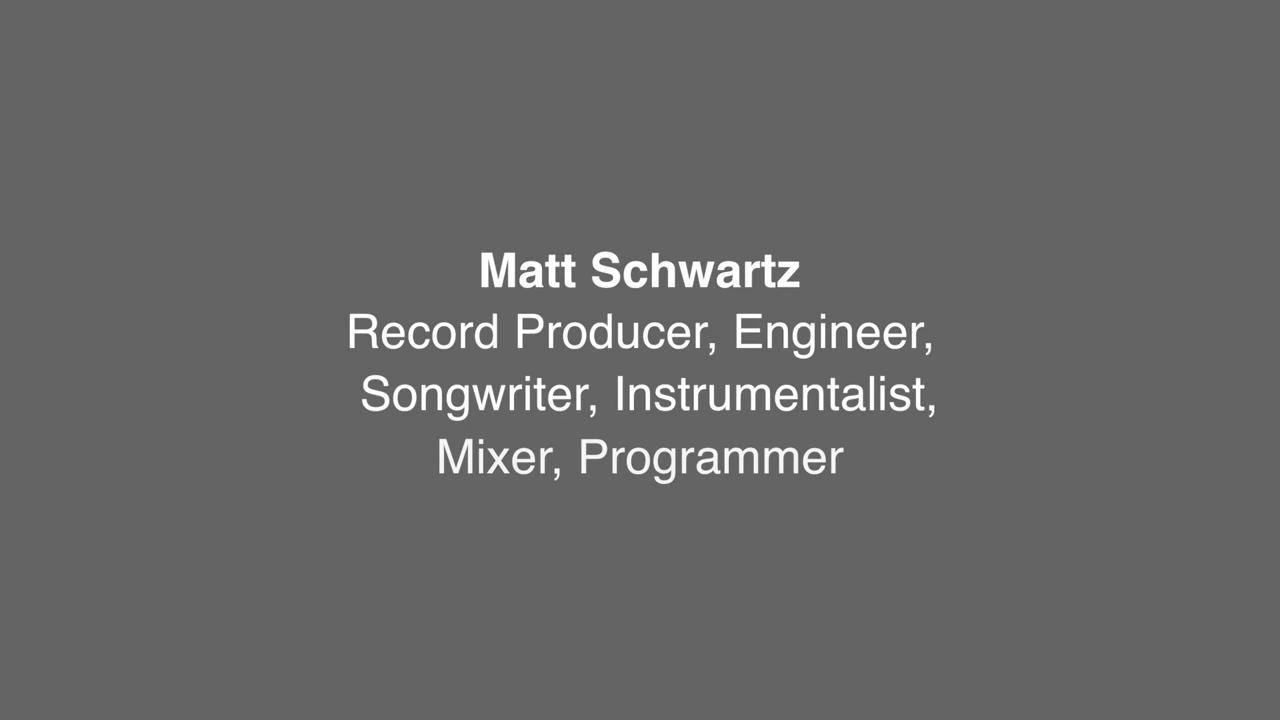 Matt Schwartz
Record Producer, Engineer,
Songwriter, Instrumentalist,
Mixer, Programmer